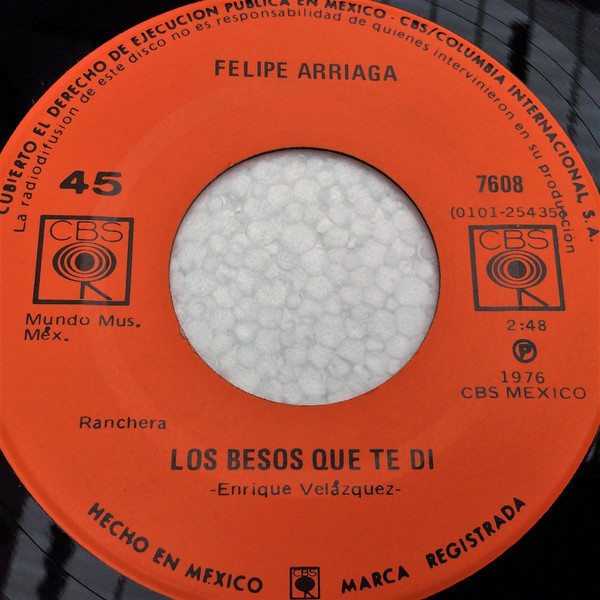 CUBIERTO EL DERECHO DE EJECUCION PUBLICA EN MEXICO - CBS/COLUMBIA INTERNACIONAL, S.A.
La radiodifusion de este disco no es responsabilidad de quienes intervinieron en su producción
FELIPE ARRIAGA
45
7608
(0101-25435
CBS
CBS
Mundo Mus.
Méx.
2:48
P
1976
CBS MEXICO
Ranchera
LOS BESOS QUE TE DI
-Enrique Velázquez-
HECHO EN MEXICO
CBS
MARCA REGISTRADA